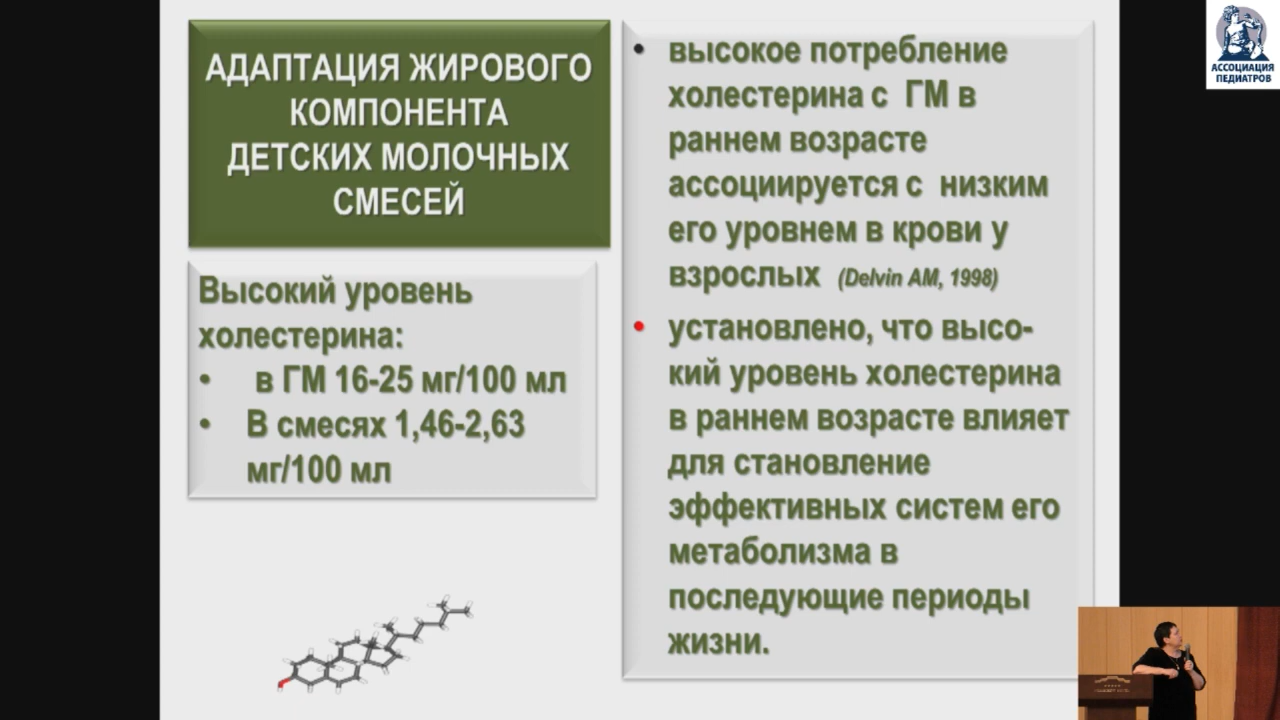 АДАПТАЦИЯ ЖИРОВОГО
КОМПОНЕНТА
ДЕТСКИХ МОЛОЧНЫХ
СМЕСЕЙ
Высокий уровень
холестерина:
• в ГМ 16-25 мг/100 мл
• В смесях 1,46-2,63
мг/100 мл
• высокое потребление
холестерина с ГМ в
раннем возрасте
ассоциируется с низким
его уровнем в крови у
взрослых (Delvin AM, 1998)
• установлено, что высо-
кий уровень холестерина
в раннем возрасте влияет
для становление
эффективных систем его
метаболизма в
последующие периоды
жизни.
АССОЦИАЦИЯ
ПЕДИАТРОВ